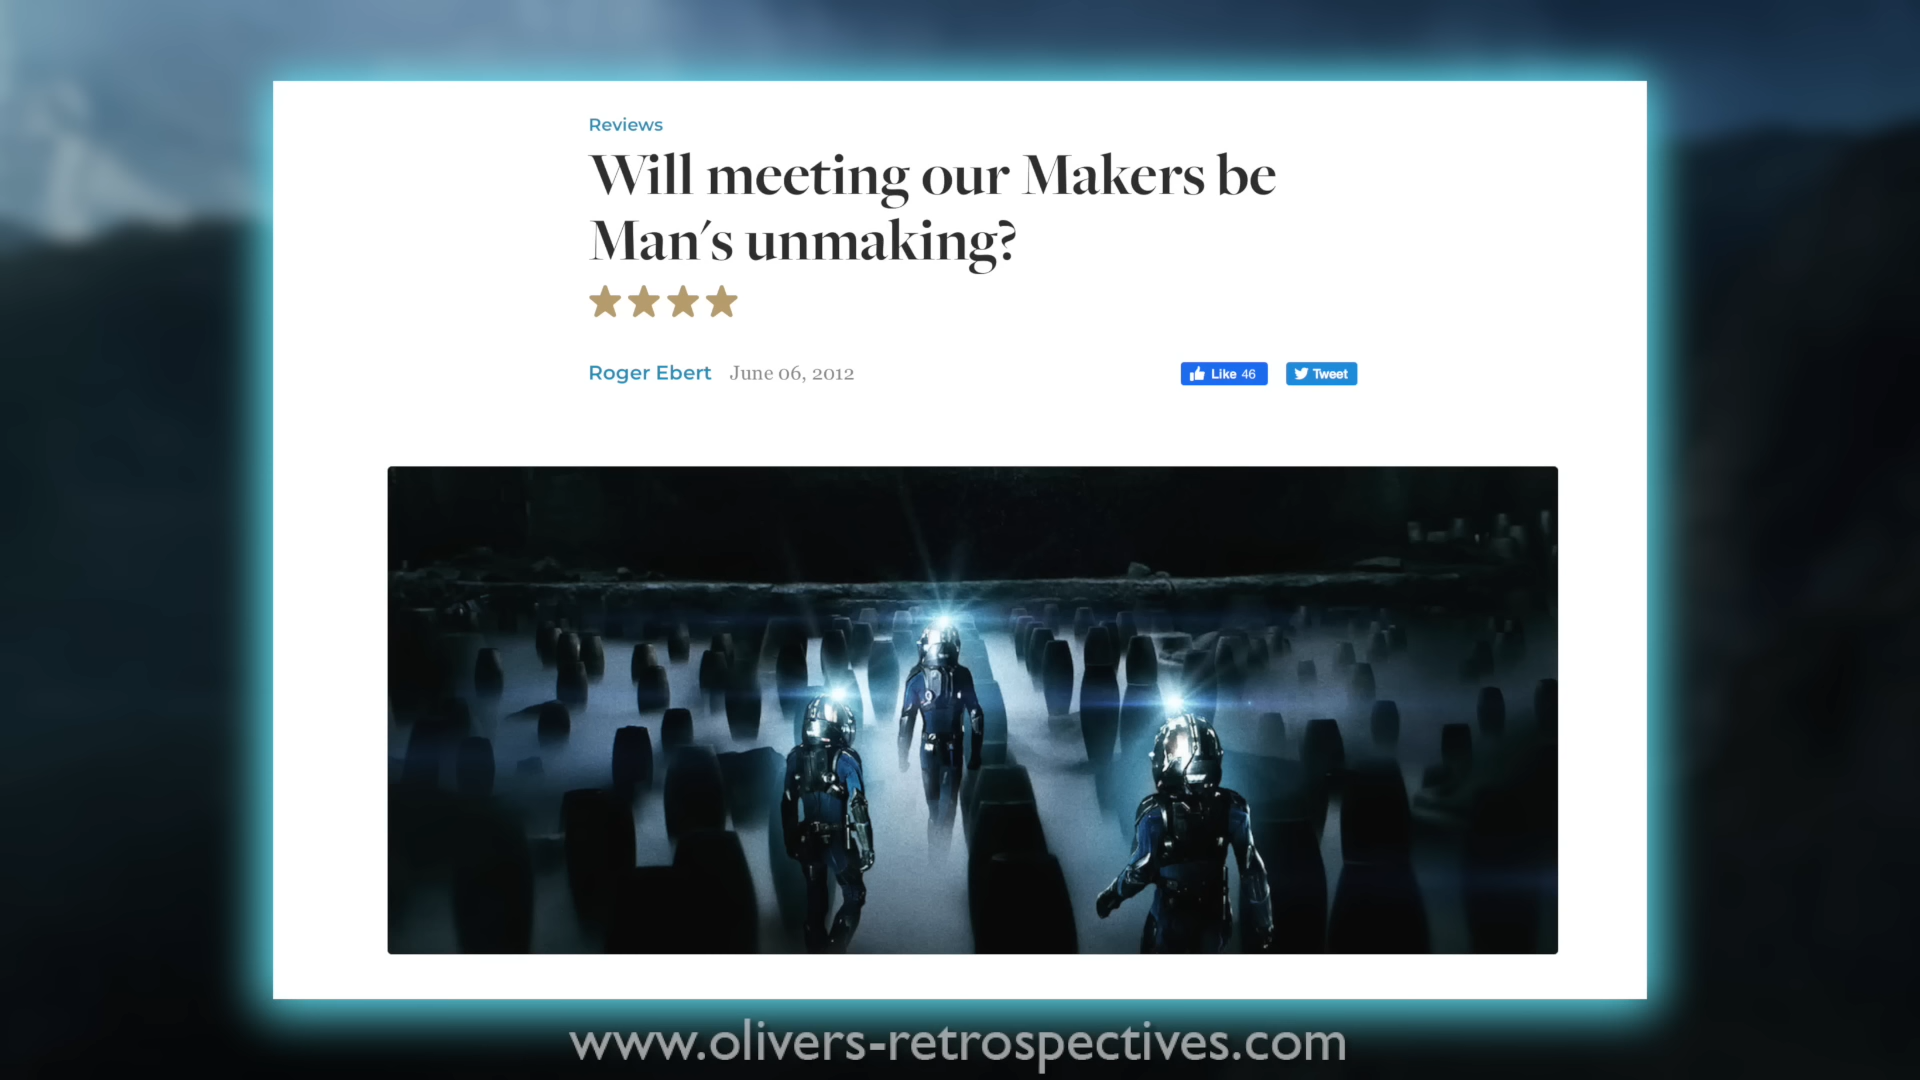 Reviews
Will meeting our Makers be
Man's unmaking?
Roger Ebert June 06, 2012
Like 46
Tweet
www.olivers-retrospectives.com